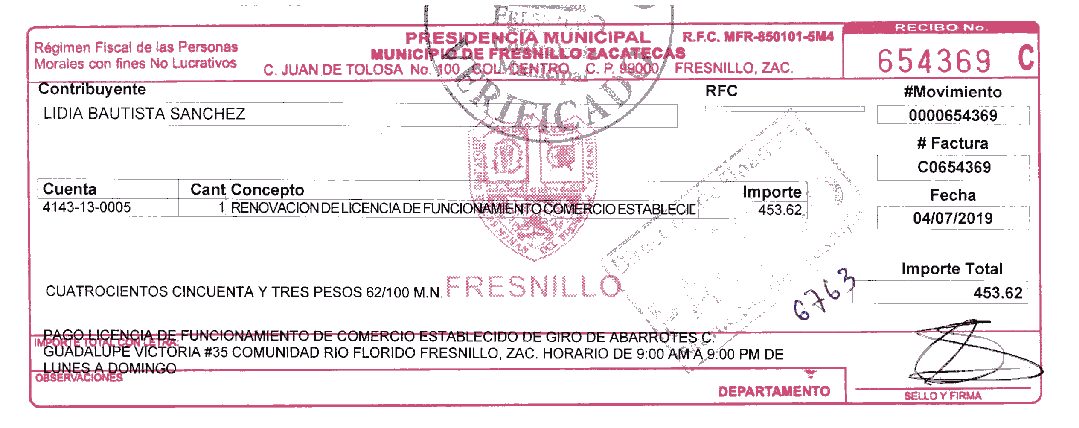 PRESIDENCIA MUNICIPAL
MUNICIPIO DE FRESNILLO ZACATECAS
C. JUAN DE TOLOSA No. 100 COL. CENTRO C. P. 99000 FRESNILLO, ZAC.
R.F.C. MFR-850101-5M4
Régimen Fiscal de las Personas
Morales con fines No Lucrativos
RECIBO No.
654369 C
VERIFICADO
Contribuyente
LIDIA BAUTISTA SANCHEZ
RFC
#Movimiento
0000654369
# Factura
C0654369
Fecha
04/07/2019
Cuenta Cant Concepto Importe
4143-13-0005 1 RENOVACION DE LICENCIA DE FUNCIONAMIENTO COMERCIO ESTABLECIE 453.62
Importe Total
453.62
FRESNILLO
CUATROCIENTOS CINCUENTA Y TRES PESOS 62/100 M.N.
6763
IMPORTE TOTAL CON LETRA:
PAGO LICENCIA DE FUNCIONAMIENTO DE COMERCIO ESTABLECIDO DE GIRO DE ABARROTES C.
GUADALUPE VICTORIA #35 COMUNIDAD RIO FLORIDO FRESNILLO, ZAC. HORARIO DE 9:00 AM A 9:00 PM DE
LUNES A DOMINGO
OBSERVACIONES
DEPARTAMENTO
SELLO Y FIRMA